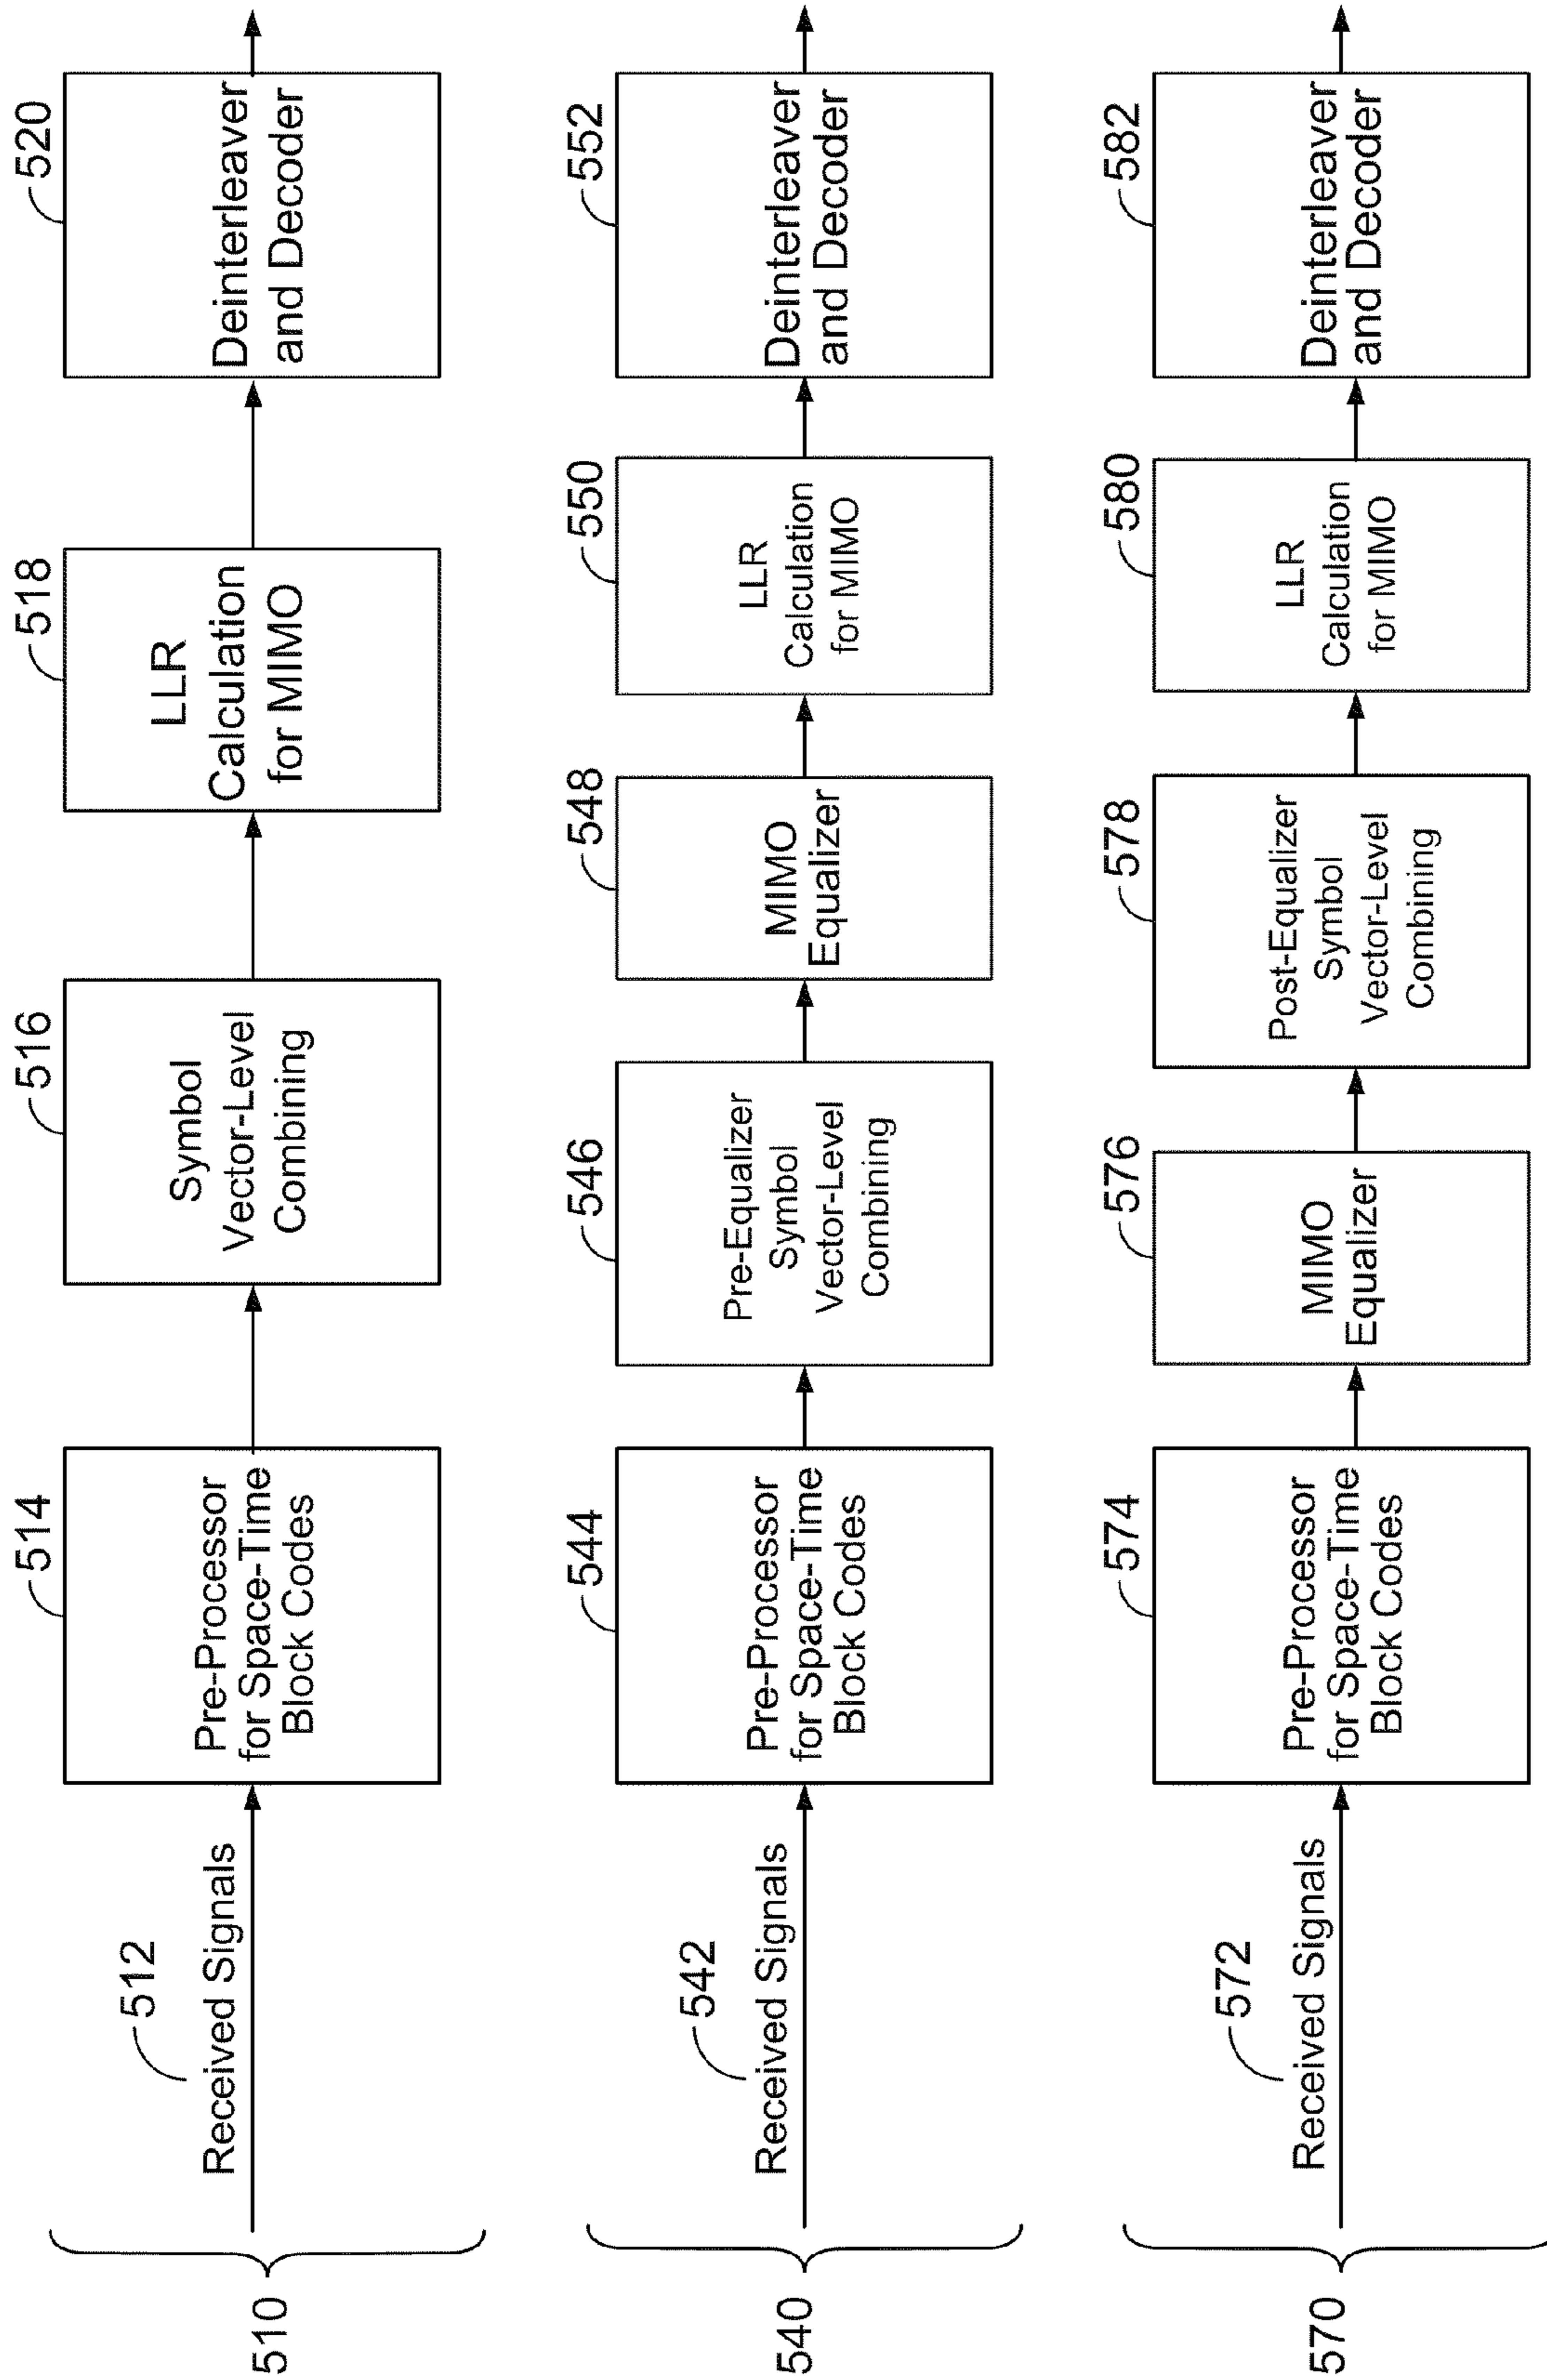 510
512
Received Signals
514
Pre-Processor
for Space-Time
Block Codes
516
Symbol
Vector-Level
Combining
518
LLR
Calculation
for MIMO
520
Deinterleaver
and Decoder
540
542
Received Signals
544
Pre-Processor
for Space-Time
Block Codes
546
Pre-Equalizer
Symbol
Vector-Level
Combining
548
MIMO
Equalizer
550
LLR
Calculation
for MIMO
552
Deinterleaver
and Decoder
570
572
Received Signals
574
Pre-Processor
for Space-Time
Block Codes
576
MIMO
Equalizer
578
Post-Equalizer
Symbol
Vector-Level
Combining
580
LLR
Calculation
for MIMO
582
Deinterleaver
and Decoder